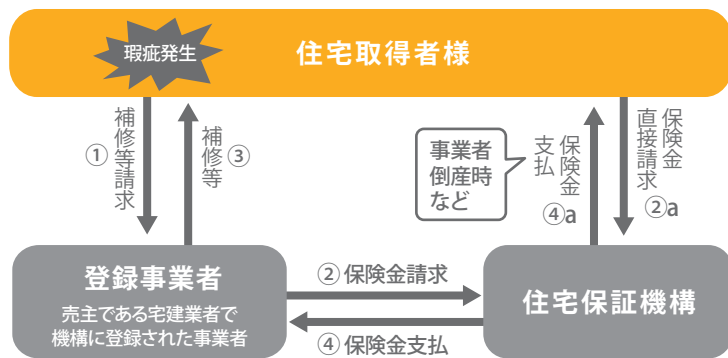 瑕疵発生
住宅取得者様
①補修等請求
③補修等
事業者
倒産時
など
保険金
支払
④a
保険金
直接請求
②a
登録事業者
売主である宅建業者で
機構に登録された事業者
②保険金請求
④保険金支払
住宅保証機構